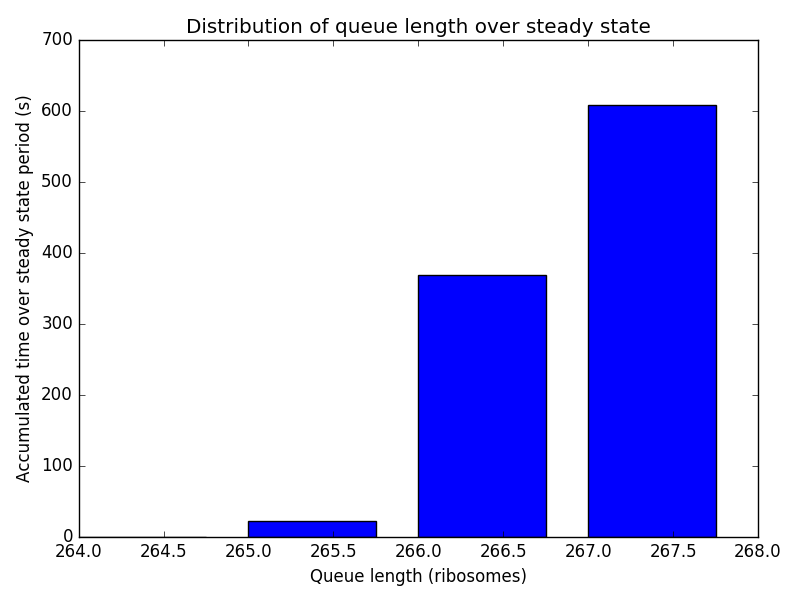 Distribution of queue length over steady state
700
600
500
400
300
200
100
0
Accumulated time over steady state period (s)
264.0 264.5 265.0 265.5 266.0 266.5 267.0 267.5 268.0
Queue length (ribosomes)